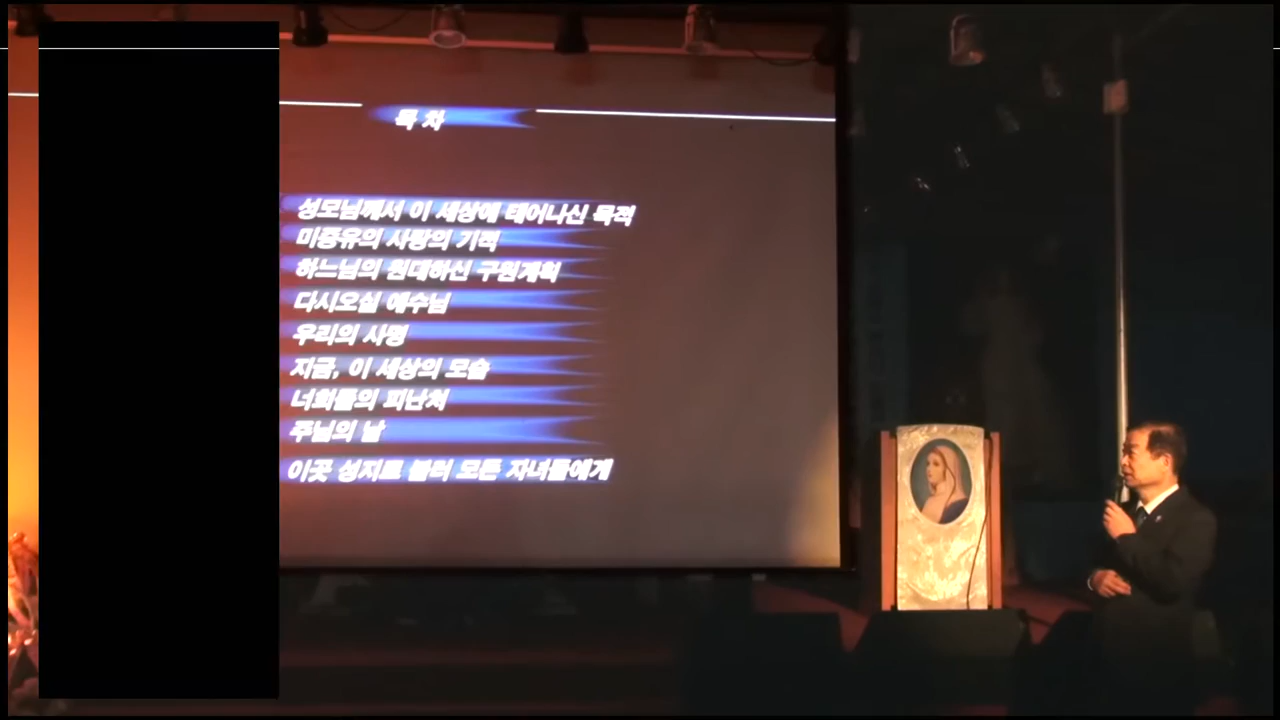 목 차
성모님께서 이 세상에 태어나신 목적
미증유의 사랑의 기적
하느님의 원대하신 구원계획
다시오실 예수님
우리의 사명
지금, 이 세상의 모습
너희들의 피난처
주님의 날
이곳 성지로 불러 모든 자녀들에게